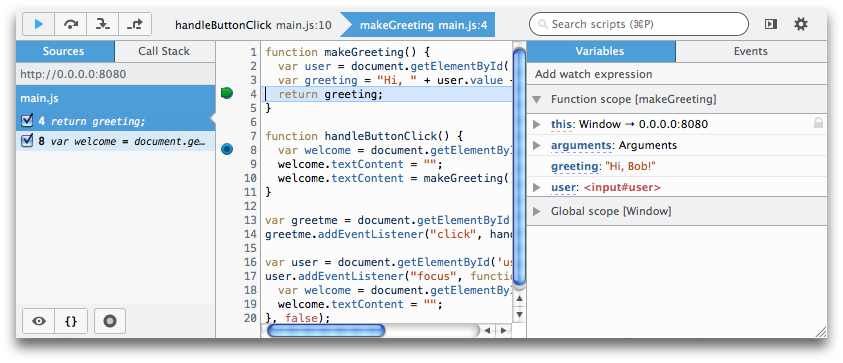 handleButtonClick main.js:10
makeGreeting main.js:4
Search scripts (⌘P)
Sources
Call Stack
http://0.0.0.0:8080
main.js
4 return greeting;
8 var welcome = document.ge…
1 function makeGreeting() {
2 var user = document.getElementById(
3 var greeting = "Hi, " + user.value +
4 return greeting;
5 }
6
7 function handleButtonClick() {
8 var welcome = document.getElementById
9 welcome.textContent = "";
10 welcome.textContent = makeGreeting(
11 }
12
13 var greetme = document.getElementById
14 greetme.addEventListener("click", hand
15
16 var user = document.getElementById('us
17 user.addEventListener("focus", function
18 var welcome = document.getElementById
19 welcome.textContent = "";
20 }, false);
{}
Variables
Events
Add watch expression
Function scope [makeGreeting]
this: Window → 0.0.0.0:8080
arguments: Arguments
greeting: "Hi, Bob!"
user: <input#user>
Global scope [Window]